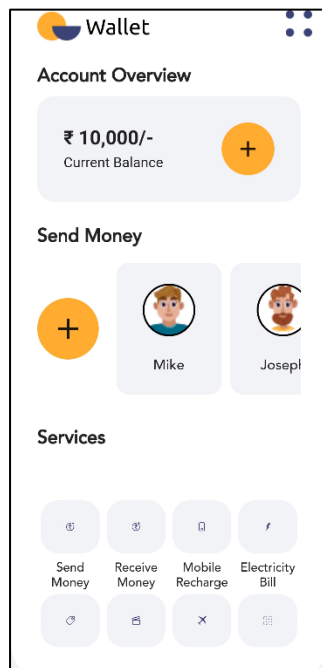 Wallet
Account Overview
₹ 10,000/-
Current Balance
Send Money
Mike
Joseph
Services
Send Money
Receive Money
Mobile Recharge
Electricity Bill